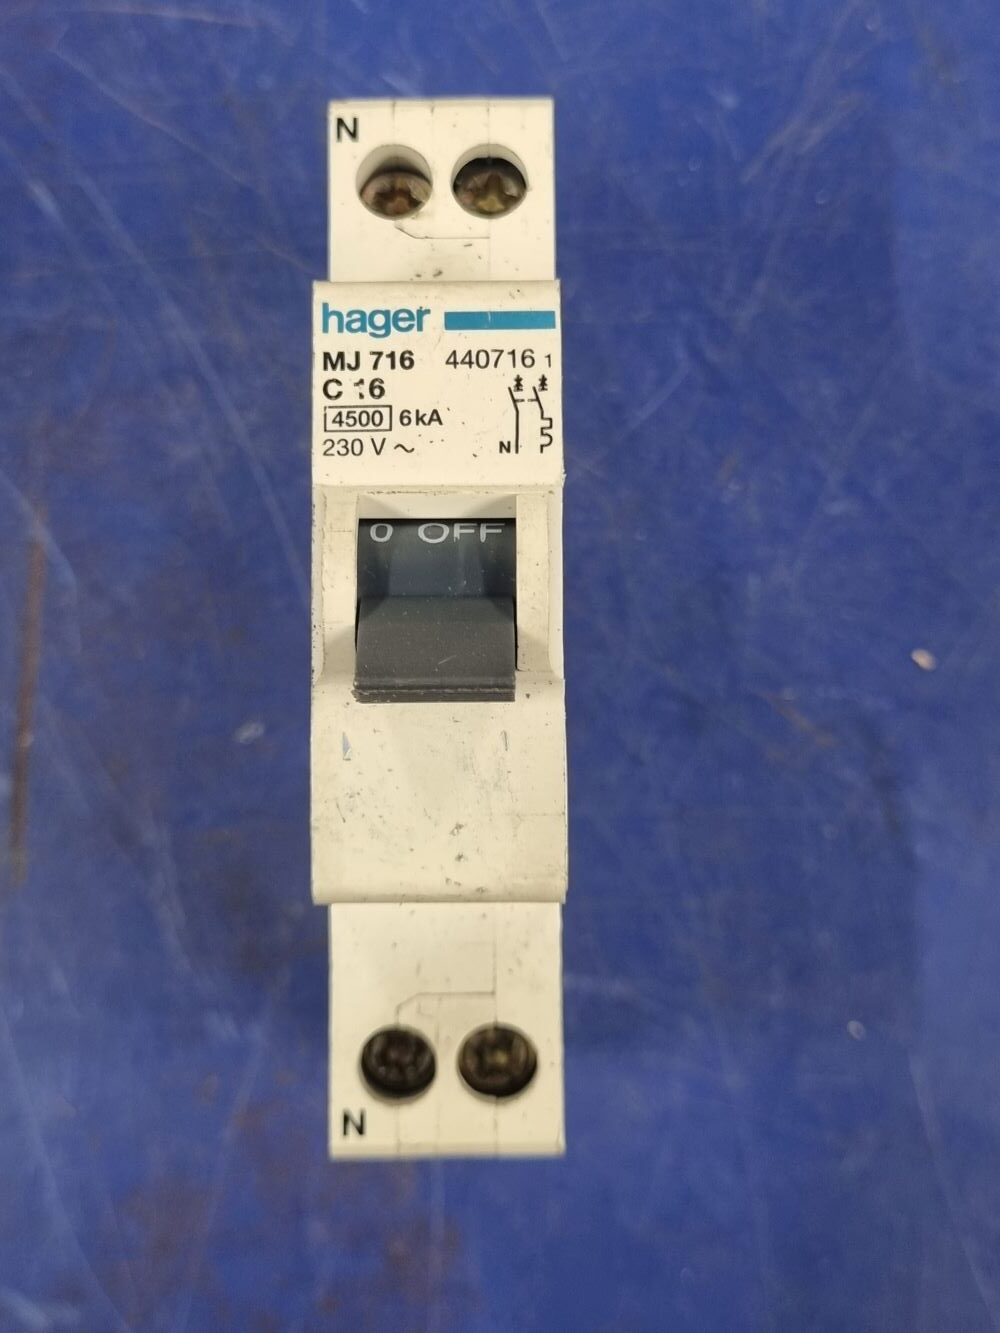 N
hager
MJ 716 440716 1
C 16
4500 6kA
230 V ~
N
0 OFF
N